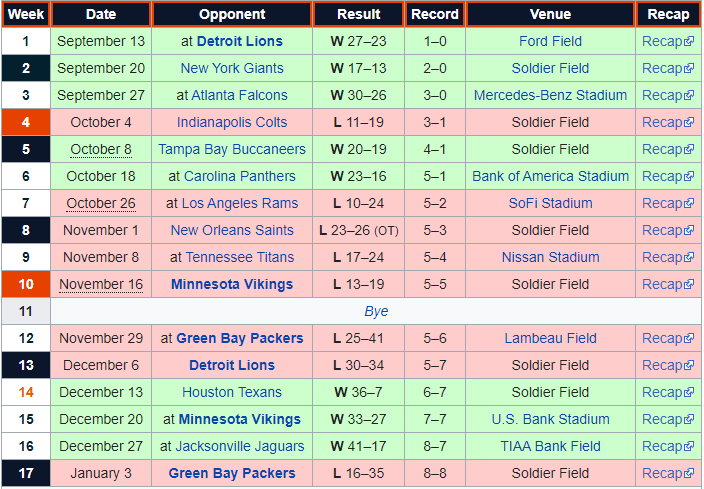 Week Date Opponent Result Record Venue Recap
1 September 13 at Detroit Lions W 27–23 1–0 Ford Field Recap
2 September 20 New York Giants W 17–13 2–0 Soldier Field Recap
3 September 27 at Atlanta Falcons W 30–26 3–0 Mercedes-Benz Stadium Recap
4 October 4 Indianapolis Colts L 11–19 3–1 Soldier Field Recap
5 October 8 Tampa Bay Buccaneers W 20–19 4–1 Soldier Field Recap
6 October 18 at Carolina Panthers W 23–16 5–1 Bank of America Stadium Recap
7 October 26 at Los Angeles Rams L 10–24 5–2 SoFi Stadium Recap
8 November 1 New Orleans Saints L 23–26 (OT) 5–3 Soldier Field Recap
9 November 8 at Tennessee Titans L 17–24 5–4 Nissan Stadium Recap
10 November 16 Minnesota Vikings L 13–19 5–5 Soldier Field Recap
11 Bye
12 November 29 at Green Bay Packers L 25–41 5–6 Lambeau Field Recap
13 December 6 Detroit Lions L 30–34 5–7 Soldier Field Recap
14 December 13 Houston Texans W 36–7 6–7 Soldier Field Recap
15 December 20 at Minnesota Vikings W 33–27 7–7 U.S. Bank Stadium Recap
16 December 27 at Jacksonville Jaguars W 41–17 8–7 TIAA Bank Field Recap
17 January 3 Green Bay Packers L 16–35 8–8 Soldier Field Recap